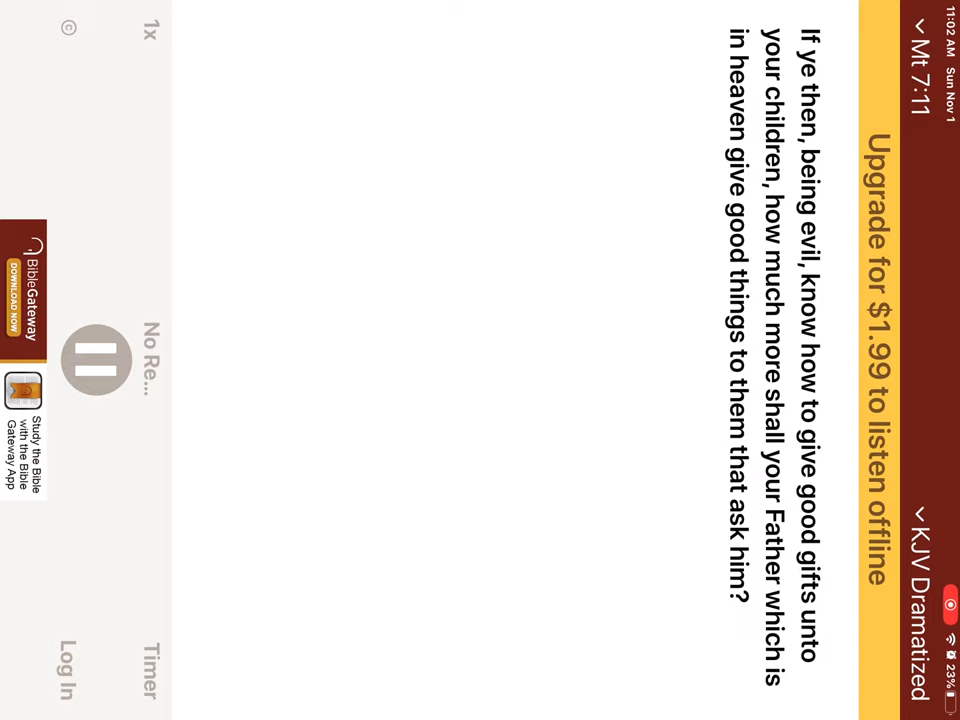 11:02 AM Sun Nov 1 23%
Mt 7:11 KJV Dramatized
Upgrade for $1.99 to listen offline
If ye then, being evil, know how to give good gifts unto
your children, how much more shall your Father which is
in heaven give good things to them that ask him?
1x No Re... Timer
© Log In
BibleGateway
DOWNLOAD NOW
Study the Bible
with the Bible
Gateway App